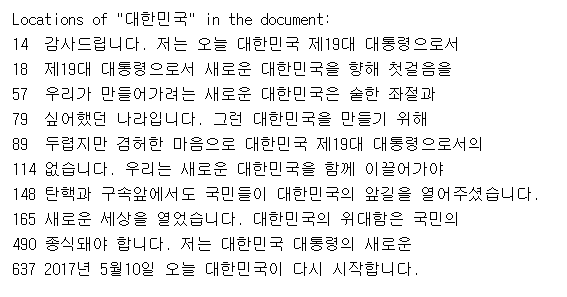 Locations of "대한민국" in the document:
14 감사드립니다. 저는 오늘 대한민국 제19대 대통령으로서
18 제19대 대통령으로서 새로운 대한민국을 향해 첫걸음을
57 우리가 만들어가려는 새로운 대한민국은 숱한 좌절과
79 싶어했던 나라입니다. 그런 대한민국을 만들기 위해
89 두렵지만 겸허한 마음으로 대한민국 제19대 대통령으로서의
114 없습니다. 우리는 새로운 대한민국을 함께 이끌어가야
148 탄핵과 구속앞에서도 국민들이 대한민국의 앞길을 열어주셨습니다.
165 새로운 세상을 열었습니다. 대한민국의 위대함은 국민의
490 종식돼야 합니다. 저는 대한민국 대통령의 새로운
637 2017년 5월10일 오늘 대한민국이 다시 시작합니다.